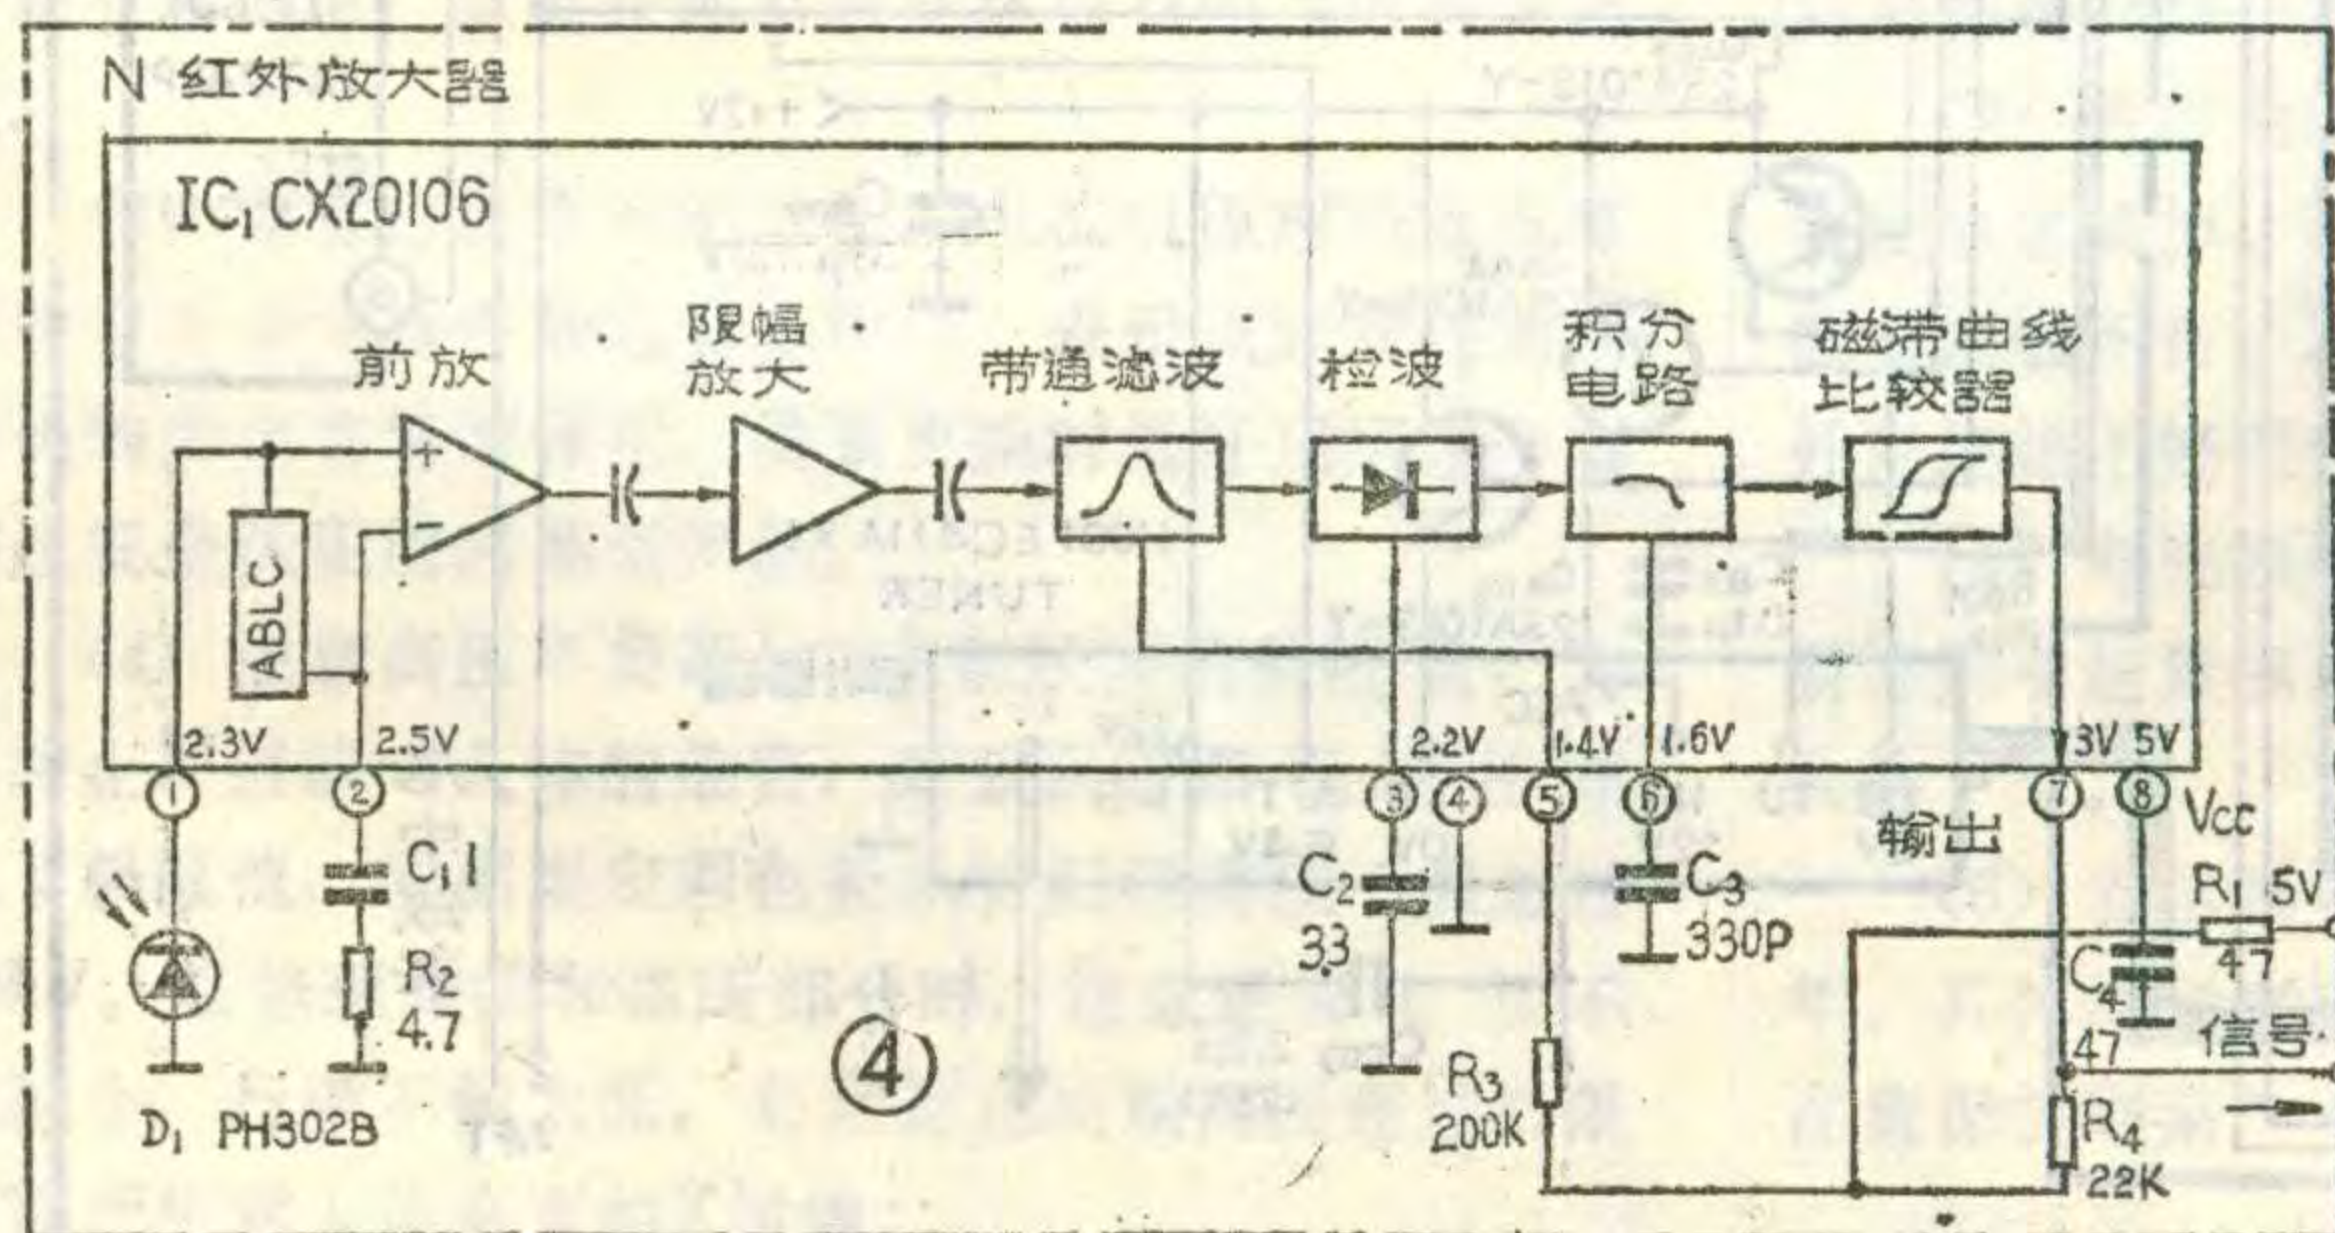 N 红外放大器
IC₁ CX20106
前放
限幅
放大
带通滤波
检波
积分
电路
磁滞曲线
比较器
+
−
ABLC
2.3V
2.5V
2.2V
1.4V
1.6V
3V
5V
①
②
③
④
⑤
⑥
⑦
⑧
输出
Vcc
C₁ 1
R₂
4.7
C₂
3.3
C₃
330P
R₁ 5V
47
C₄
47
信号
R₃
200K
R₄
22K
D₁ PH302B
④